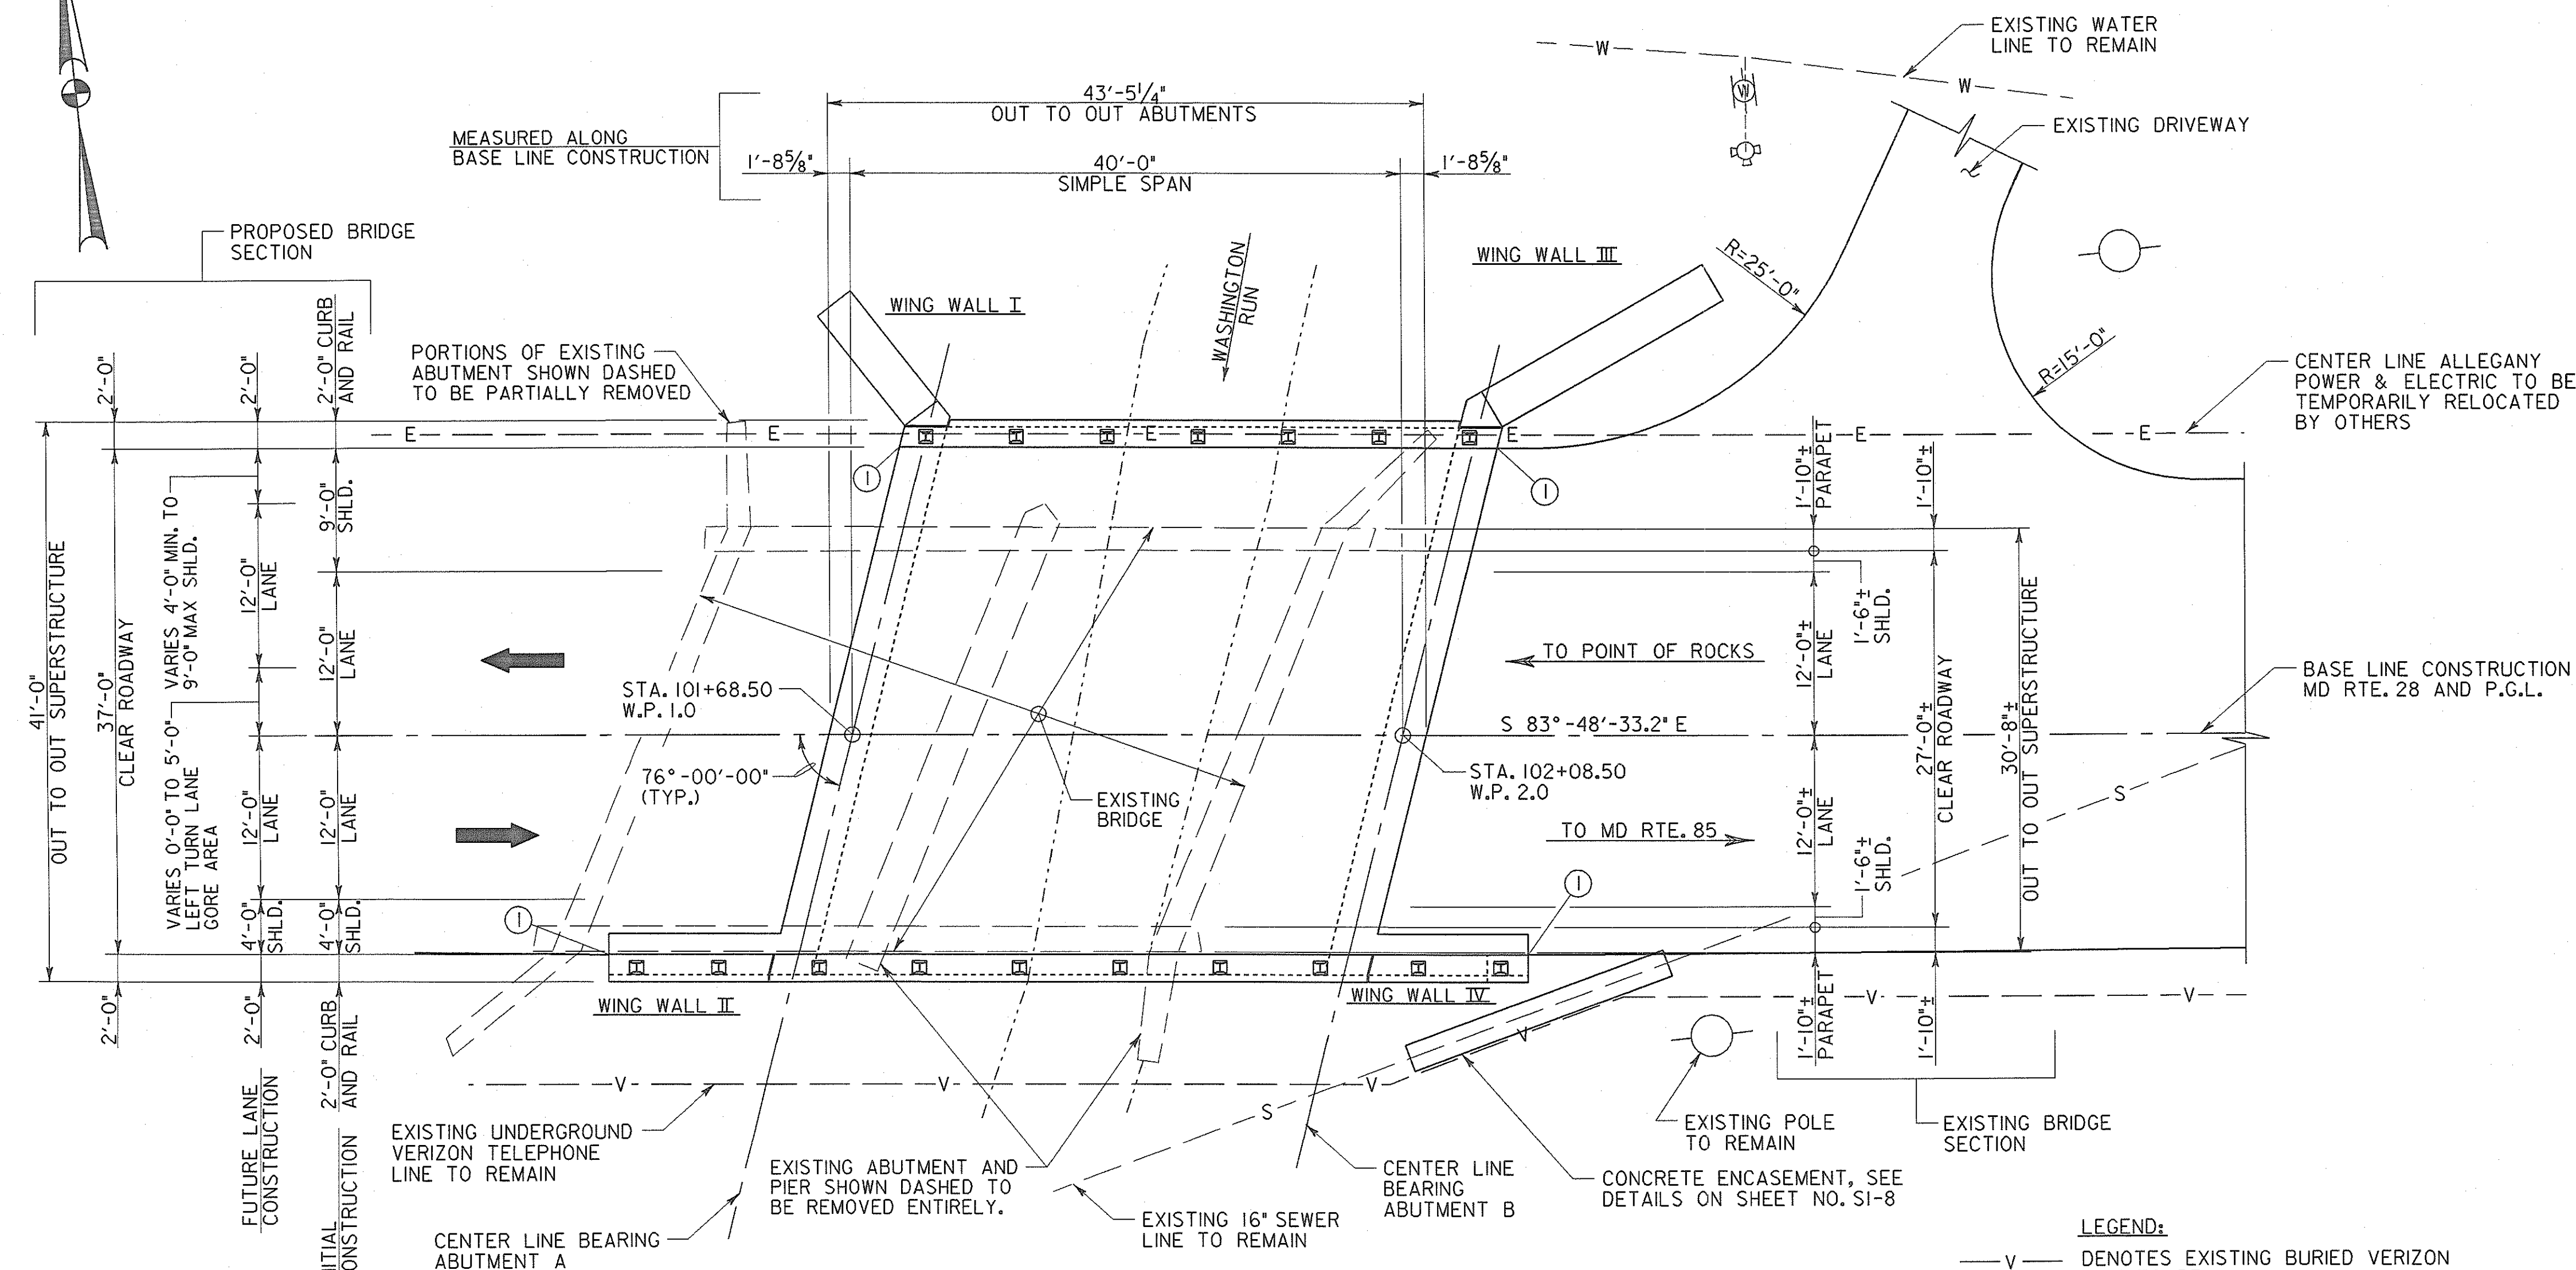 EXISTING WATER
LINE TO REMAIN
W
W
W
EXISTING DRIVEWAY
43'-5 1/4"
OUT TO OUT ABUTMENTS
MEASURED ALONG
BASE LINE CONSTRUCTION
1'-8 5/8"
40'-0"
SIMPLE SPAN
1'-8 5/8"
PROPOSED BRIDGE
SECTION
WING WALL I
WASHINGTON
RUN
WING WALL III
R=25'-0"
R=15'-0"
CENTER LINE ALLEGANY
POWER & ELECTRIC TO BE
TEMPORARILY RELOCATED
BY OTHERS
PORTIONS OF EXISTING
ABUTMENT SHOWN DASHED
TO BE PARTIALLY REMOVED
2'-0"
2'-0"
2'-0" CURB
AND RAIL
E
E
E
E
E
E
1
1
41'-0"
OUT TO OUT SUPERSTRUCTURE
37'-0"
CLEAR ROADWAY
VARIES 4'-0" MIN. TO
9'-0" MAX SHLD.
12'-0"
LANE
9'-0"
SHLD.
12'-0"
LANE
VARIES 0'-0" TO 5'-0"
LEFT TURN LANE
GORE AREA
12'-0"
LANE
12'-0"
LANE
4'-0"
SHLD.
4'-0"
SHLD.
2'-0"
2'-0"
2'-0" CURB
AND RAIL
FUTURE LANE
CONSTRUCTION
STA. 101+68.50
W.P. 1.0
76°-00'-00"
(TYP.)
EXISTING
BRIDGE
TO POINT OF ROCKS
S 83°-48'-33.2" E
STA. 102+08.50
W.P. 2.0
TO MD RTE. 85
1'-10"±
PARAPET
1'-10"±
1'-6"±
SHLD.
12'-0"±
LANE
12'-0"±
LANE
1'-6"±
SHLD.
27'-0"±
CLEAR ROADWAY
30'-8"±
OUT TO OUT SUPERSTRUCTURE
1'-10"±
PARAPET
1'-10"±
BASE LINE CONSTRUCTION
MD RTE. 28 AND P.G.L.
S
1
1
WING WALL II
WING WALL IV
V
V
V
V
V
V
S
EXISTING UNDERGROUND
VERIZON TELEPHONE
LINE TO REMAIN
EXISTING ABUTMENT AND
PIER SHOWN DASHED TO
BE REMOVED ENTIRELY.
CENTER LINE BEARING
ABUTMENT A
EXISTING 16" SEWER
LINE TO REMAIN
CENTER LINE
BEARING
ABUTMENT B
CONCRETE ENCASEMENT, SEE
DETAILS ON SHEET NO. S1-8
EXISTING POLE
TO REMAIN
EXISTING BRIDGE
SECTION
LEGEND:
V DENOTES EXISTING BURIED VERIZON